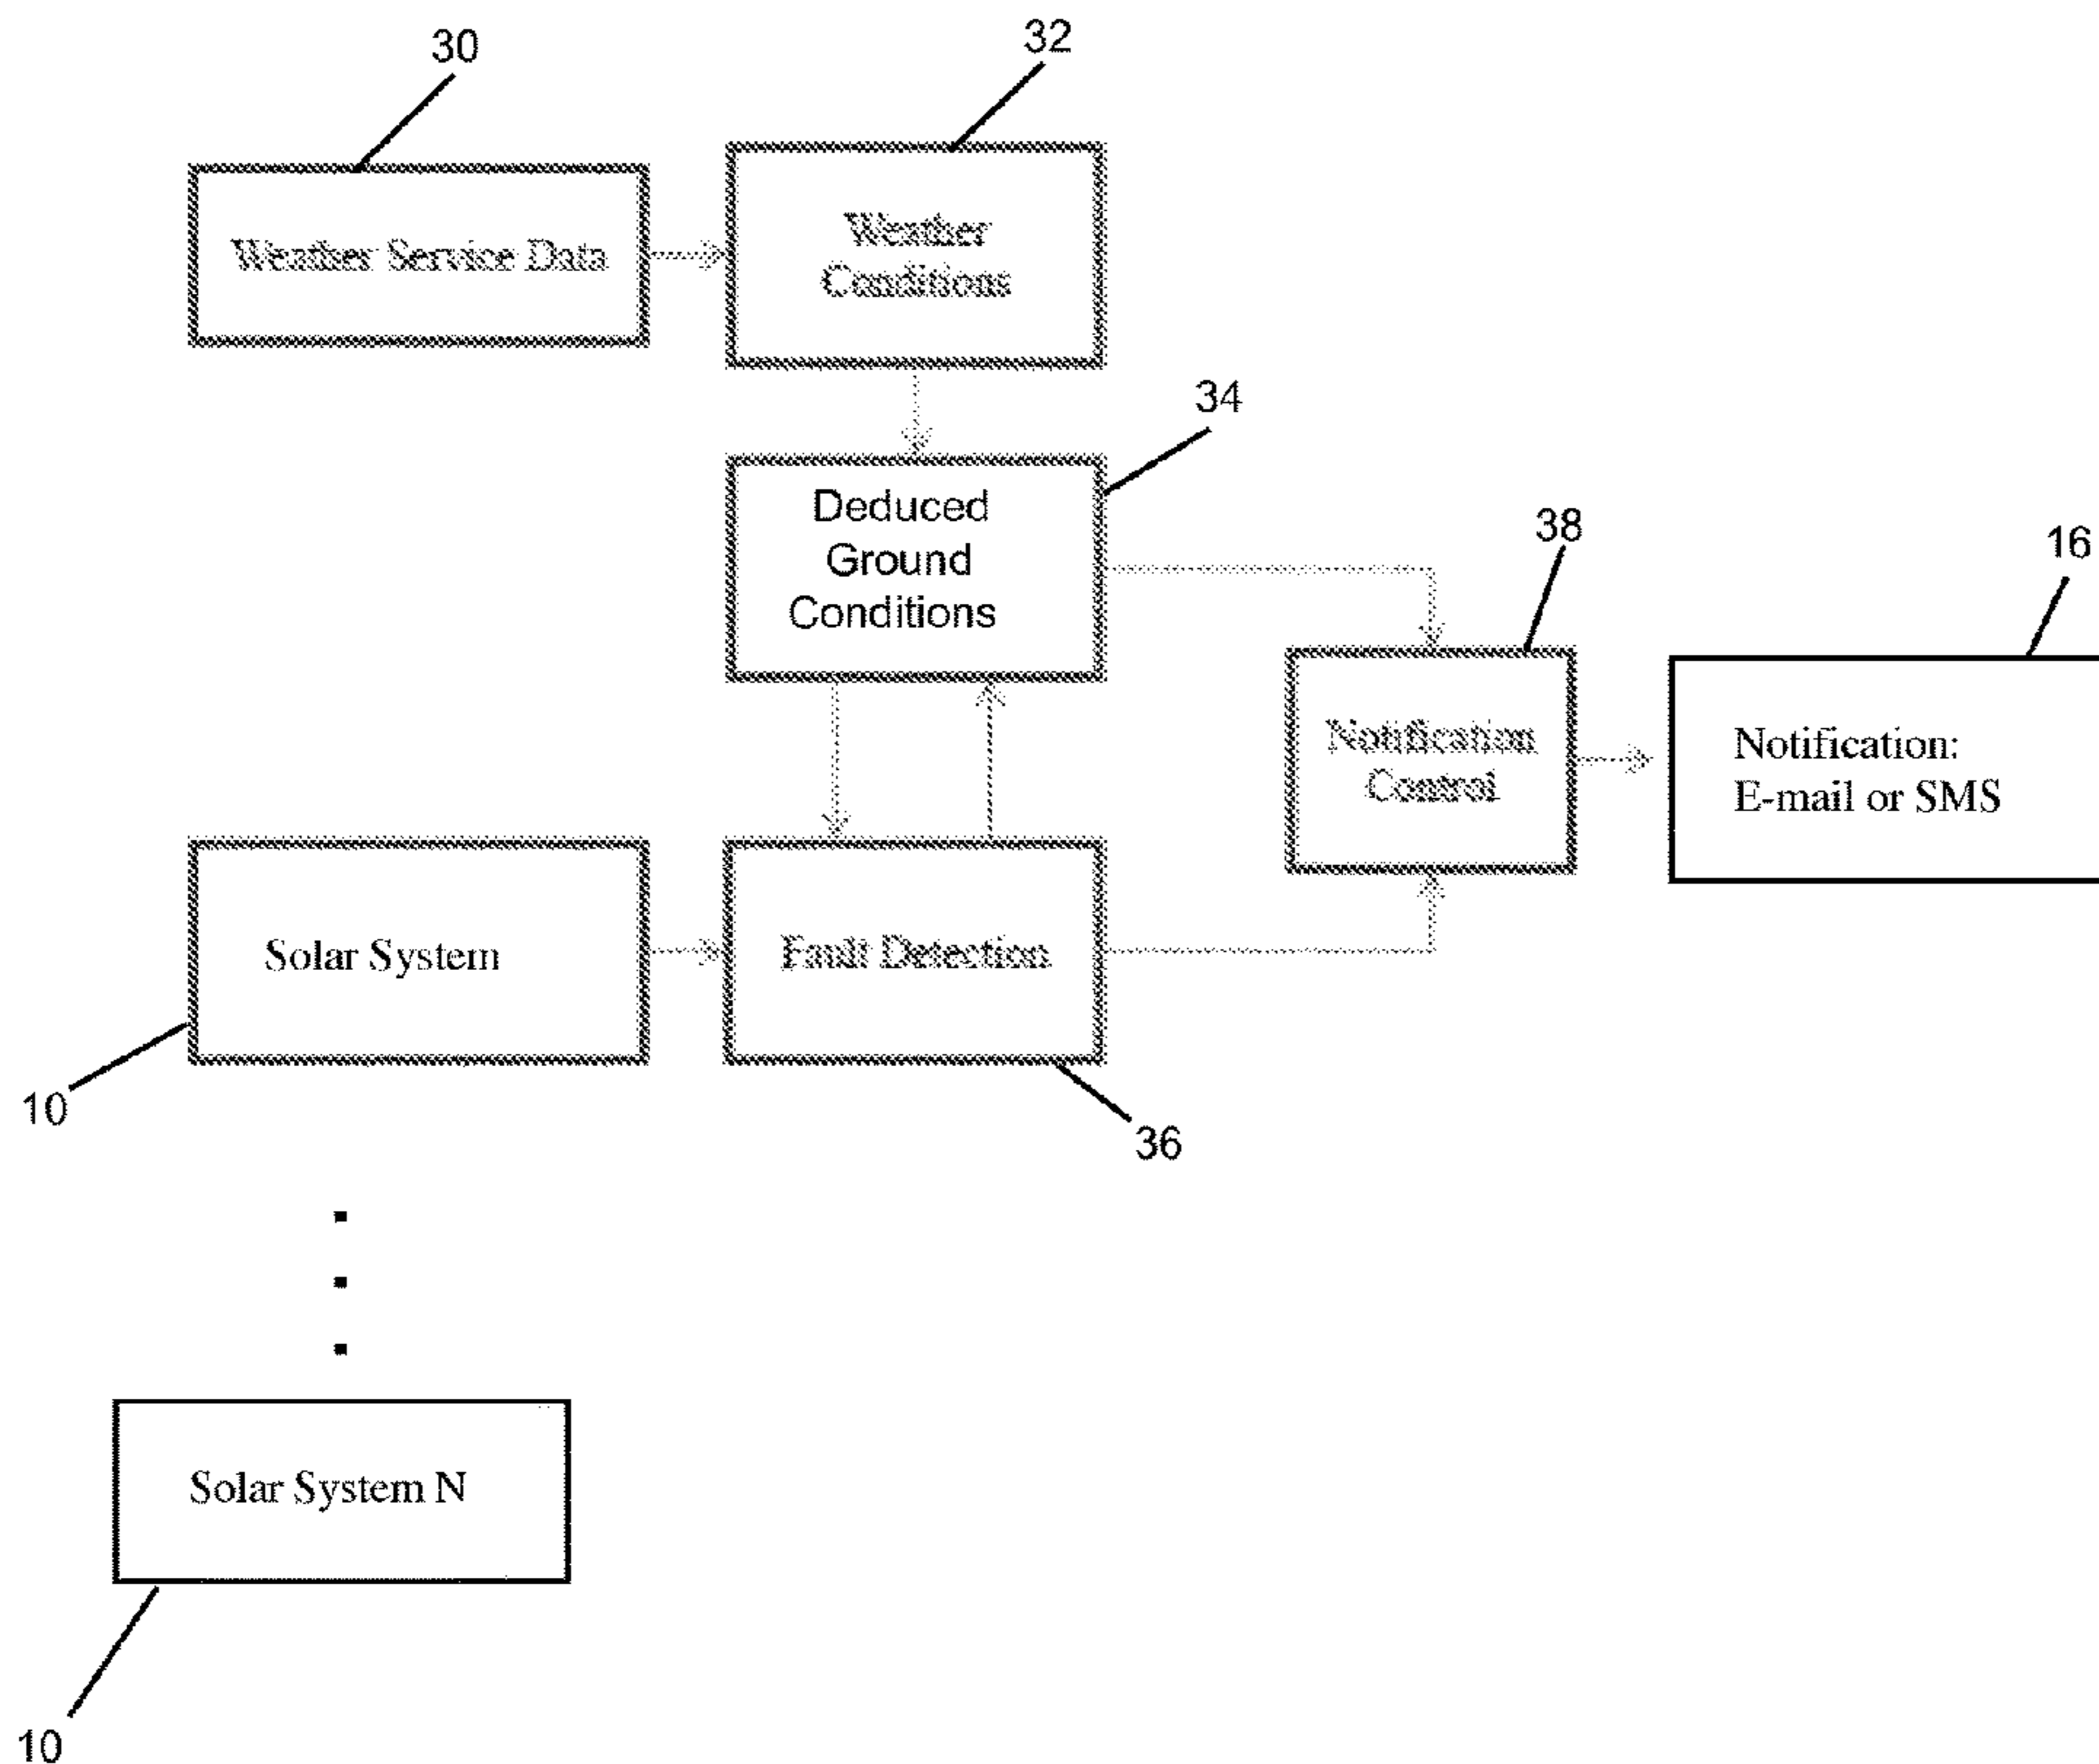 30
32
Weather Service Data
Weather
Conditions
34
Deduced
Ground
Conditions
38
16
Notification
Control
Notification:
E-mail or SMS
Solar System
Fault Detection
10
36
Solar System N
10